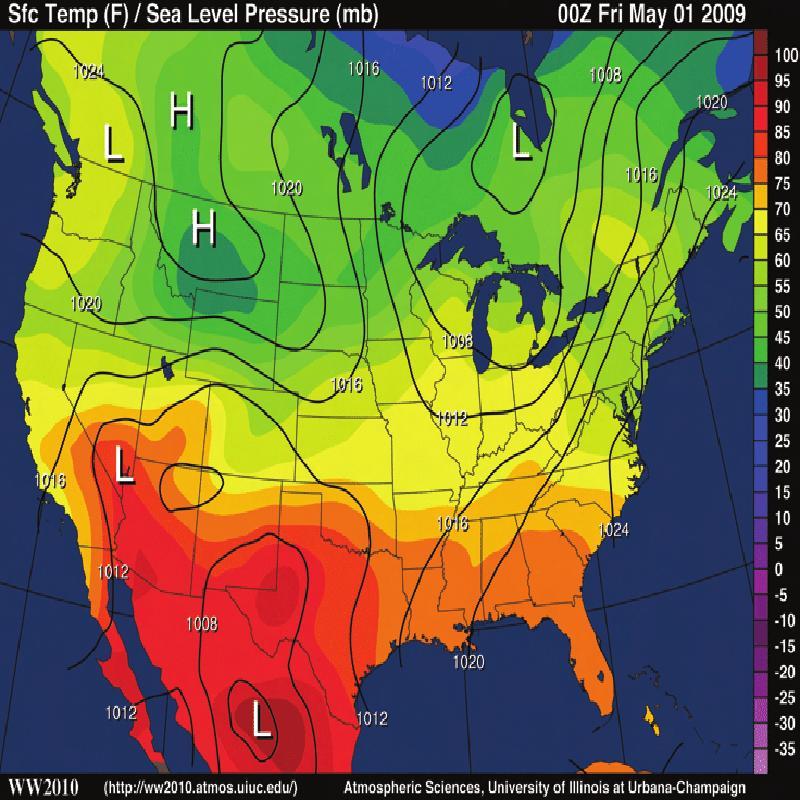 Sfc Temp (F) / Sea Level Pressure (mb) 00Z Fri May 01 2009
1024 1016 1012 1008 1020 100
95
H 90
L L 85
1020 1016 1024 80
H 75
70
65
1020 60
1008 55
1016 50
1012 45
L 40
1016 35
1016 1024 30
1012 25
1008 20
1020 15
1012 L 1012 10
5
0
-5
-10
-15
-20
-25
-30
-35
WW2010 (http://ww2010.atmos.uiuc.edu/) Atmospheric Sciences, University of Illinois at Urbana-Champaign